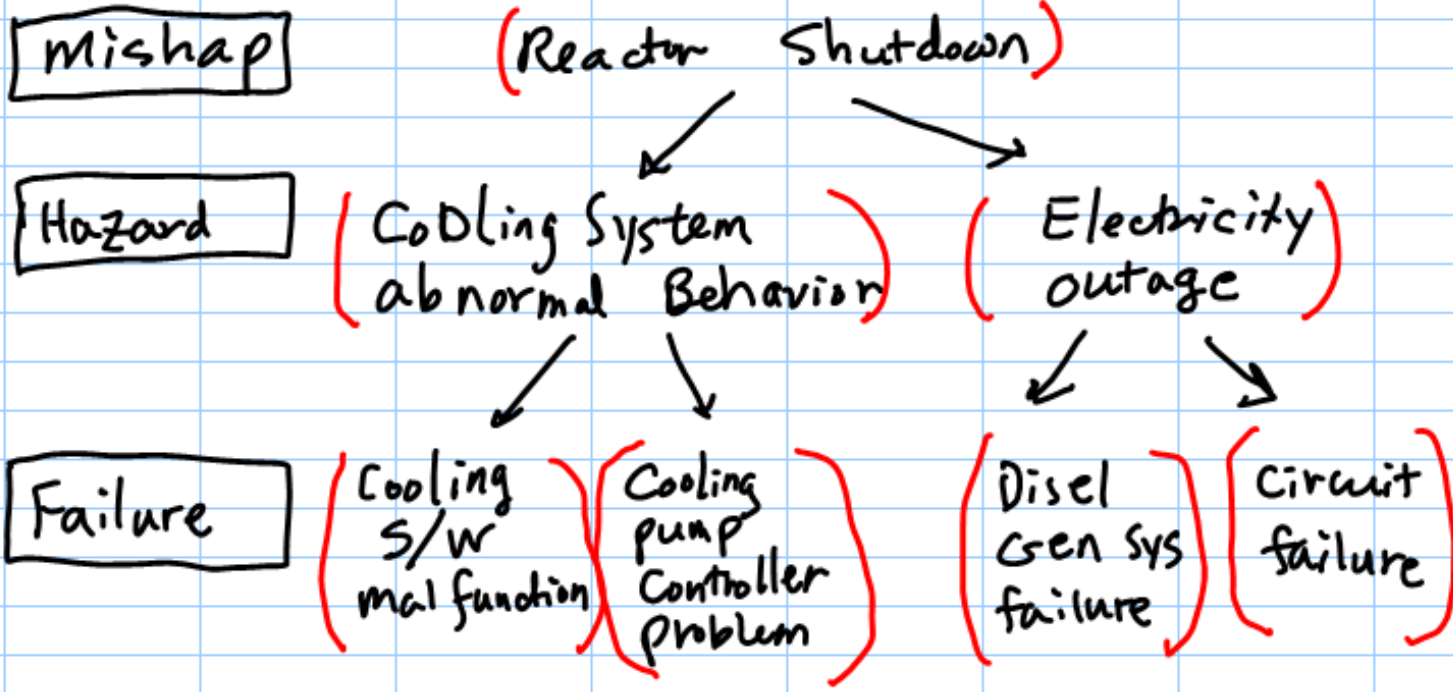 Mishap
Reactor Shutdown
Hazard
Cooling System
abnormal Behavior
Electricity
outage
Failure
Cooling
S/W
malfunction
Cooling
pump
Controller
problem
Disel
Gen Sys
failure
Circuit
failure